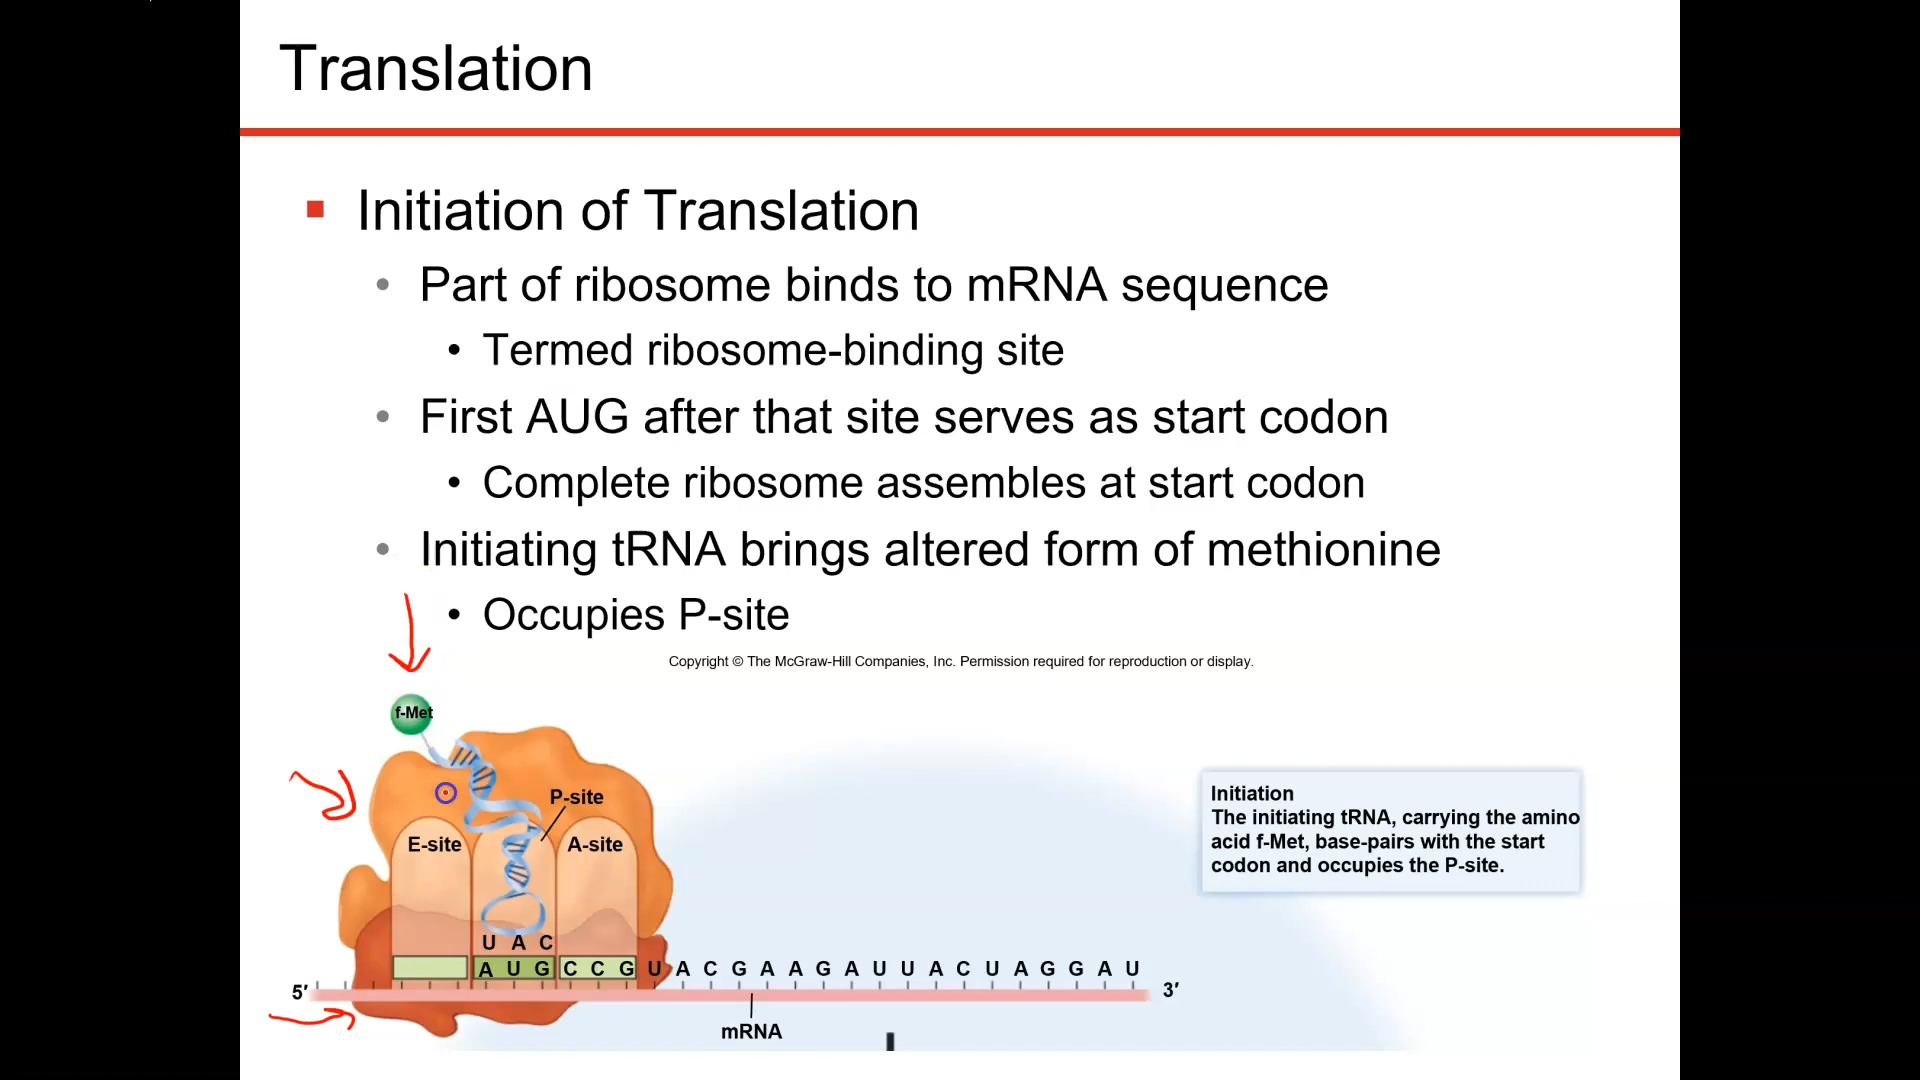 Translation
Initiation of Translation
Part of ribosome binds to mRNA sequence
Termed ribosome-binding site
First AUG after that site serves as start codon
Complete ribosome assembles at start codon
Initiating tRNA brings altered form of methionine
Occupies P-site
Copyright © The McGraw-Hill Companies, Inc. Permission required for reproduction or display.
f-Met
P-site
E-site
A-site
Initiation
The initiating tRNA, carrying the amino
acid f-Met, base-pairs with the start
codon and occupies the P-site.
U A C
A U G C C G U A C G A A G A U U A C U A G G A U
5′
3′
mRNA